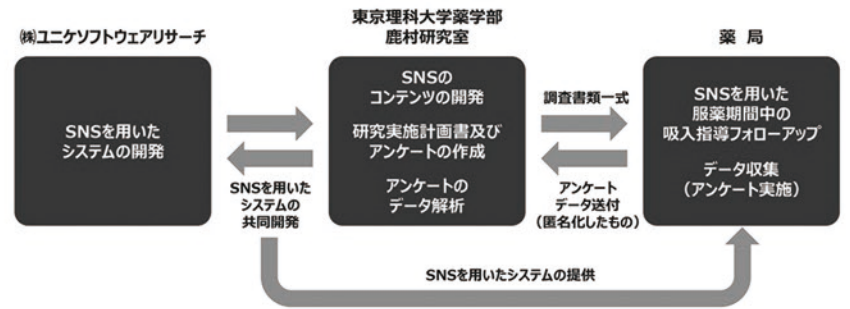 ㈱ユニケソフトウェアリサーチ
SNSを用いた
システムの開発
SNSを用いた
システムの
共同開発
東京理科大学薬学部
鹿村研究室
SNSの
コンテンツの開発
研究実施計画書及び
アンケートの作成
アンケートの
データ解析
調査書類一式
アンケート
データ送付
(匿名化したもの)
薬 局
SNSを用いた
服薬期間中の
吸入指導フォローアップ
データ収集
(アンケート実施)
SNSを用いたシステムの提供